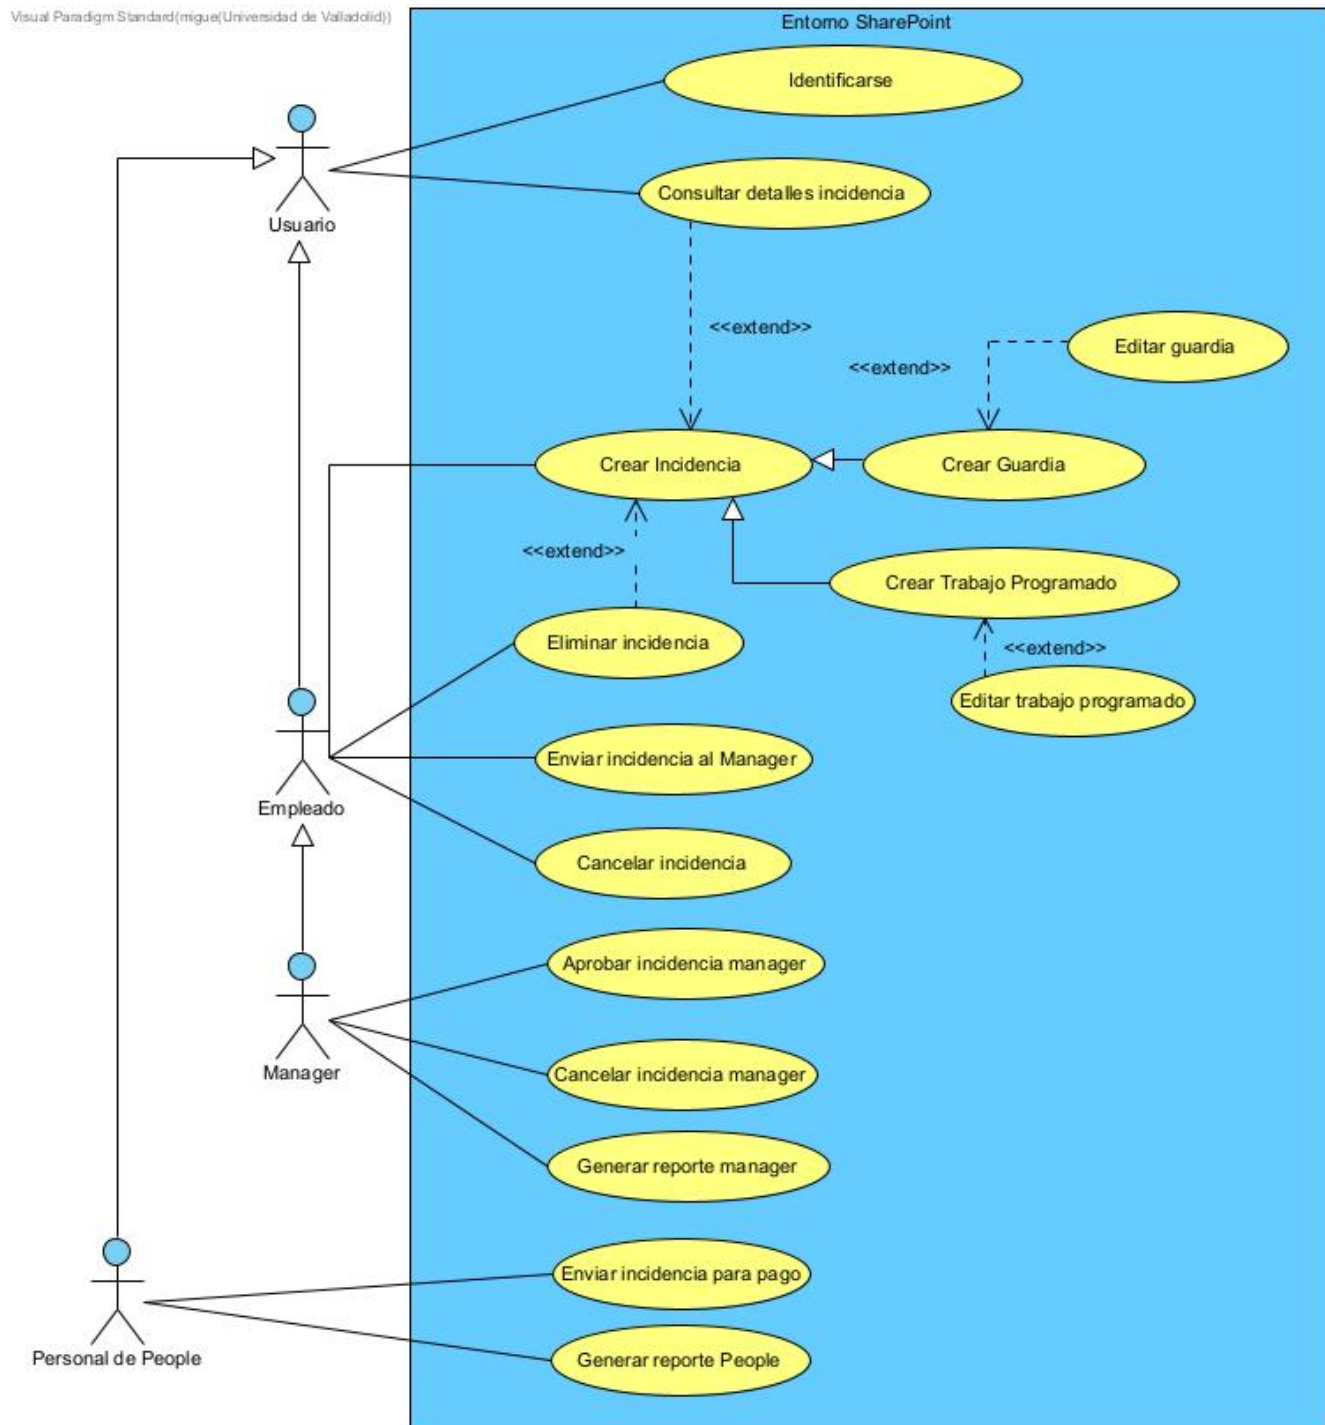 Visual Paradigm Standard(migue(Universidad de Valladolid))
Entorno SharePoint
Identificarse
Consultar detalles incidencia
Usuario
<<extend>>
Editar guardia
<<extend>>
Crear Incidencia
Crear Guardia
<<extend>>
Crear Trabajo Programado
Eliminar incidencia
<<extend>>
Editar trabajo programado
Enviar incidencia al Manager
Empleado
Cancelar incidencia
Aprobar incidencia manager
Manager
Cancelar incidencia manager
Generar reporte manager
Enviar incidencia para pago
Personal de People
Generar reporte People